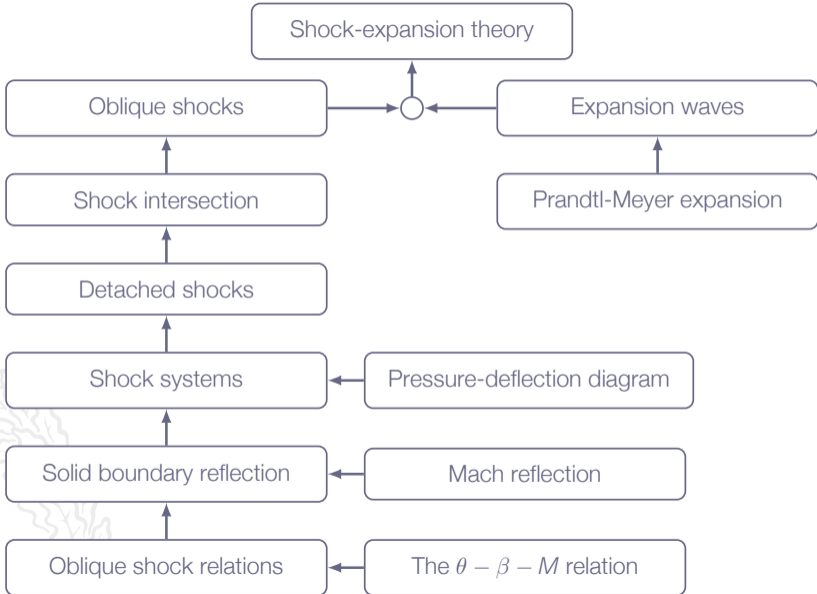 Shock-expansion theory
Oblique shocks
Expansion waves
Shock intersection
Prandtl-Meyer expansion
Detached shocks
Shock systems
Pressure-deflection diagram
Solid boundary reflection
Mach reflection
Oblique shock relations
The θ − β − M relation